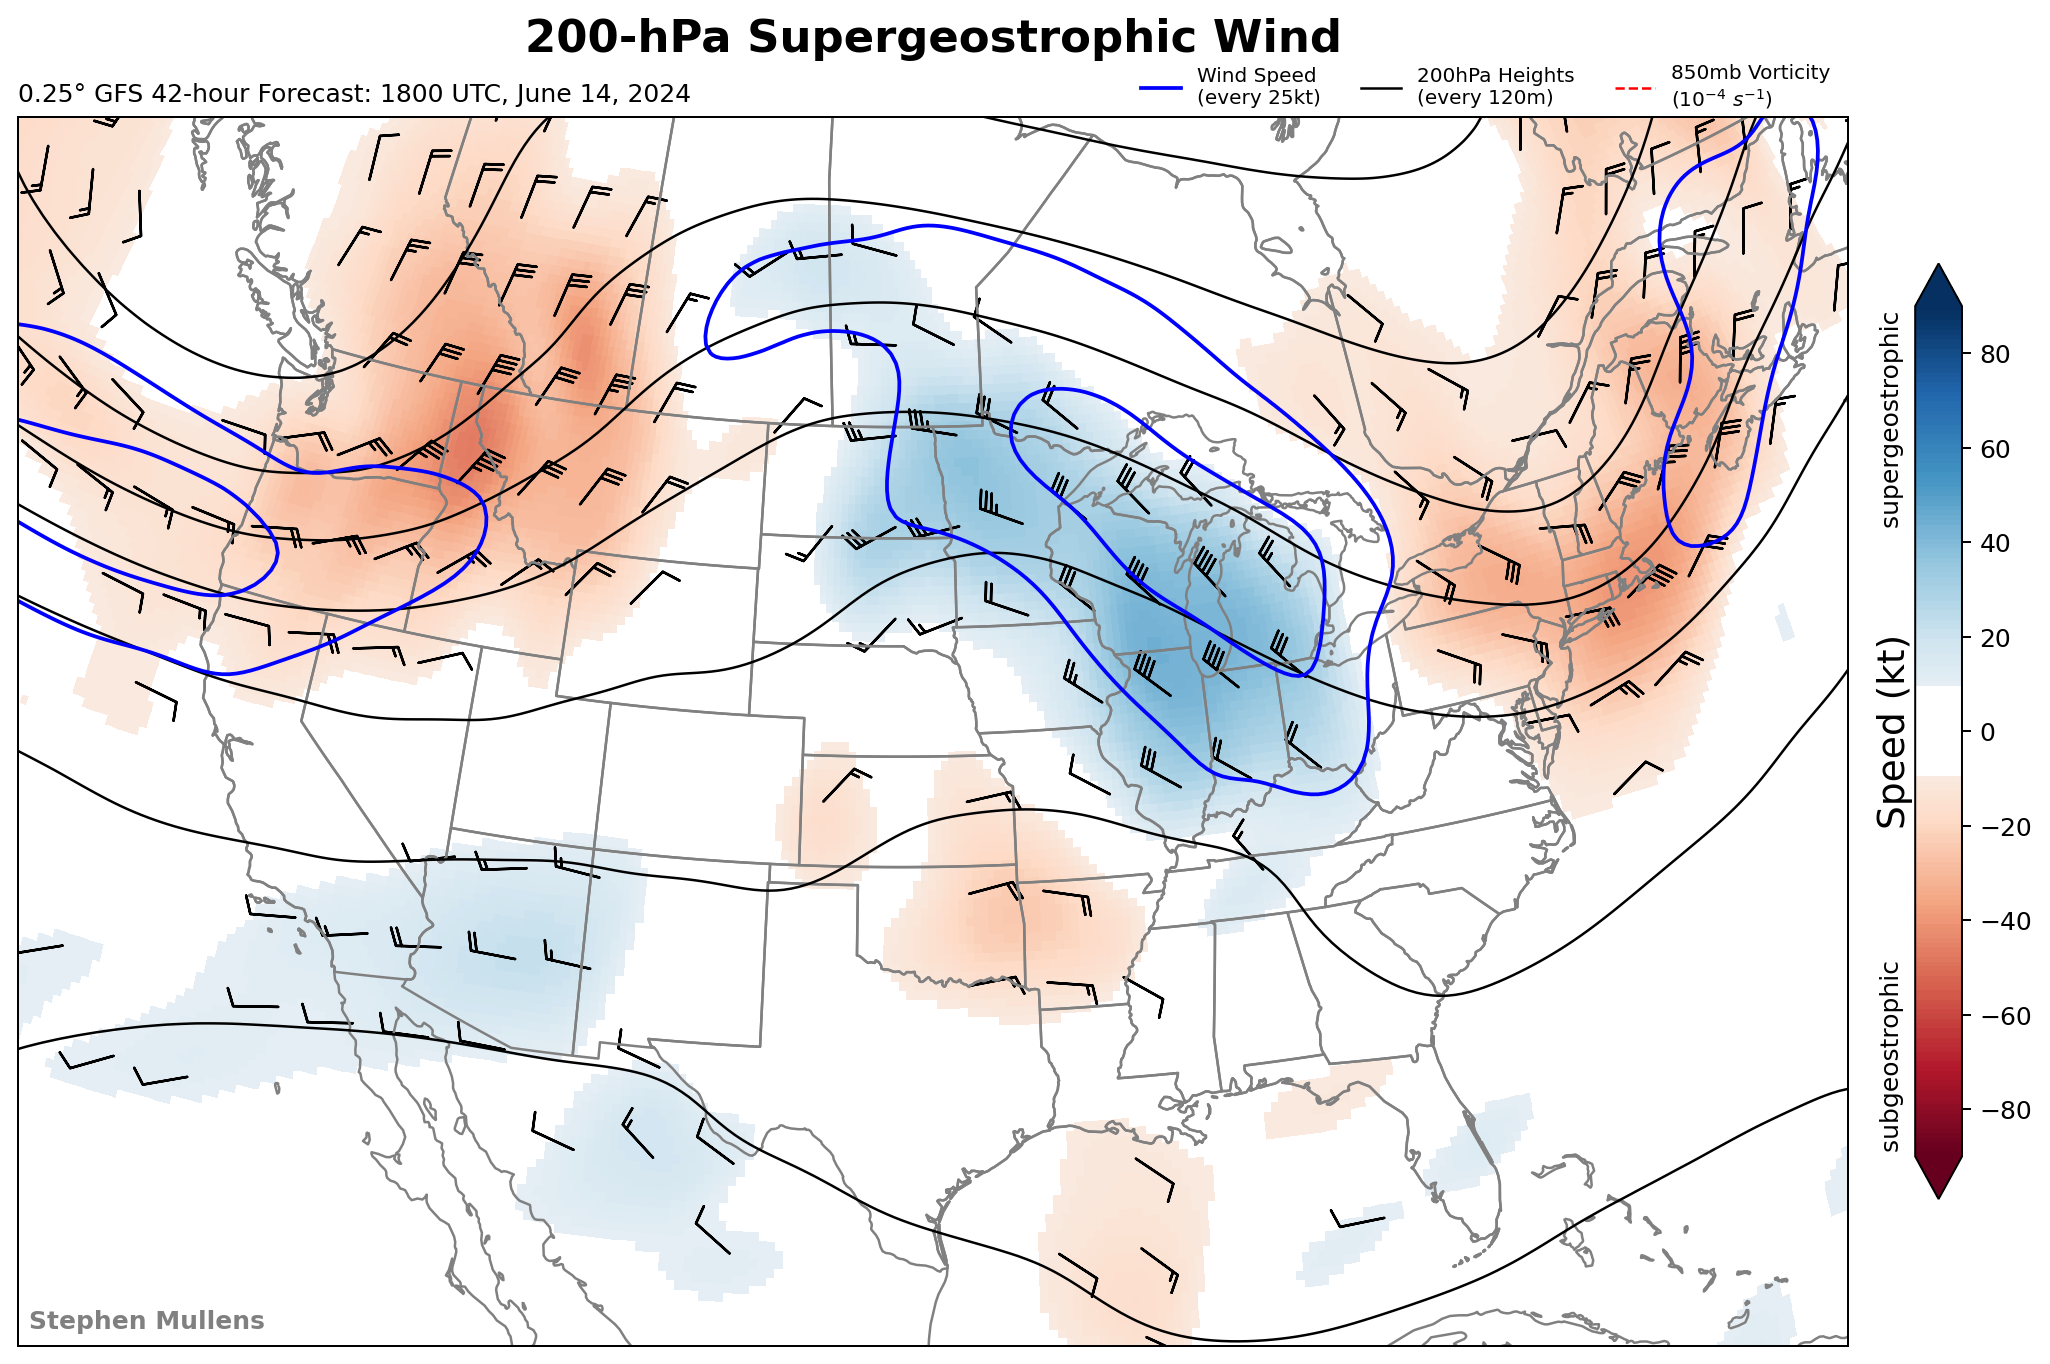 200-hPa Supergeostrophic Wind
0.25° GFS 42-hour Forecast: 1800 UTC, June 14, 2024
Wind Speed
(every 25kt)
200hPa Heights
(every 120m)
850mb Vorticity
(10⁻⁴ s⁻¹)
supergeostrophic
Speed (kt)
subgeostrophic
80
60
40
20
0
−20
−40
−60
−80
Stephen Mullens